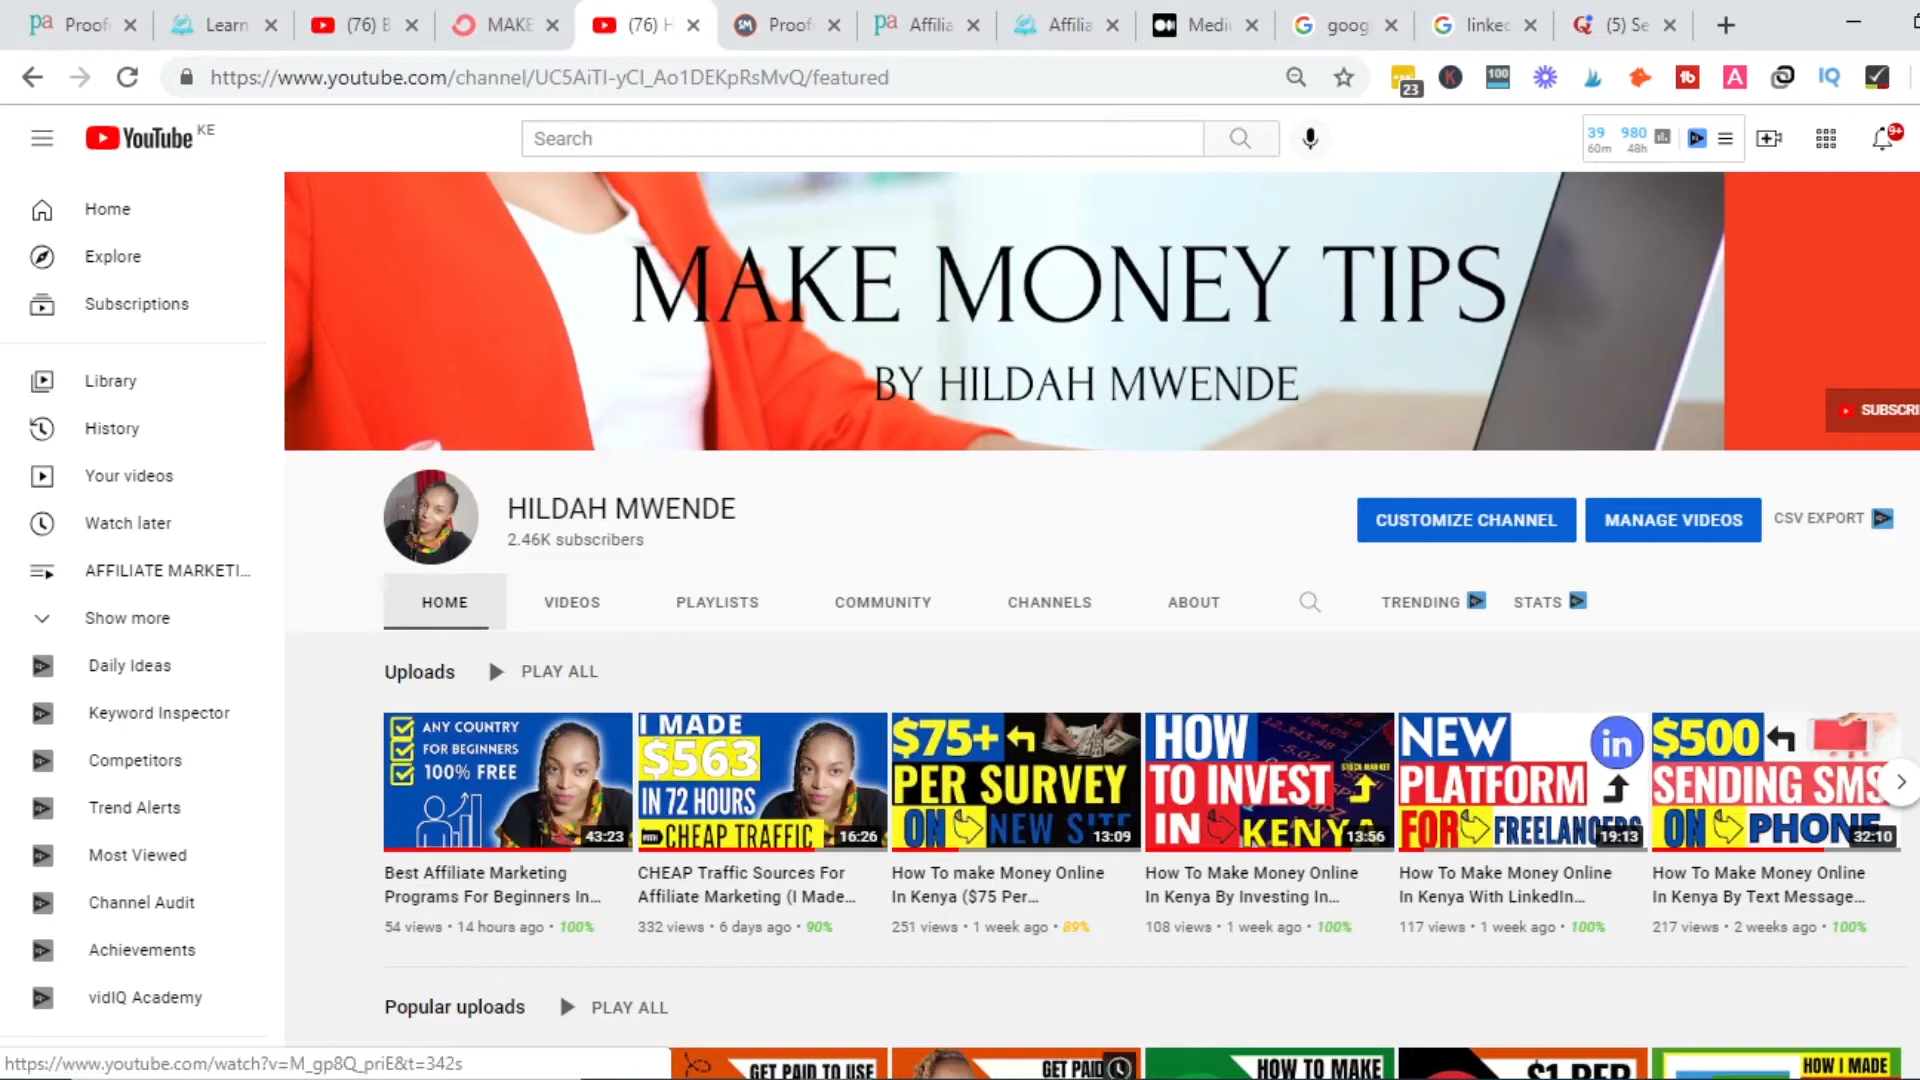 Proof
Learn
(76) B
MAKE
(76) H
Proof
Affilia
Affilia
Medi
goog
linked
(5) Se
https://www.youtube.com/channel/UC5AiTI-yCI_Ao1DEKpRsMvQ/featured
23
100
IQ
YouTube KE
Search
39 980
60m 48h
9+
Home
Explore
Subscriptions
Library
History
Your videos
Watch later
AFFILIATE MARKETI...
Show more
Daily Ideas
Keyword Inspector
Competitors
Trend Alerts
Most Viewed
Channel Audit
Achievements
vidIQ Academy
MAKE MONEY TIPS
BY HILDAH MWENDE
SUBSCRI
HILDAH MWENDE
2.46K subscribers
CUSTOMIZE CHANNEL
MANAGE VIDEOS
CSV EXPORT
HOME
VIDEOS
PLAYLISTS
COMMUNITY
CHANNELS
ABOUT
TRENDING
STATS
Uploads
PLAY ALL
ANY COUNTRY
FOR BEGINNERS
100% FREE
43:23
Best Affiliate Marketing
Programs For Beginners In...
54 views • 14 hours ago • 100%
I MADE
$563
IN 72 HOURS
CHEAP TRAFFIC
16:26
CHEAP Traffic Sources For
Affiliate Marketing (I Made...
332 views • 6 days ago • 90%
$75+
PER SURVEY
ON NEW SITE
13:09
How To make Money Online
In Kenya ($75 Per...
251 views • 1 week ago • 89%
HOW
TO INVEST
IN KENYA
STOCK MARKET
13:56
How To Make Money Online
In Kenya By Investing In...
108 views • 1 week ago • 100%
NEW
PLATFORM
FOR FREELANCERS
in
19:13
How To Make Money Online
In Kenya With LinkedIn...
117 views • 1 week ago • 100%
$500
SENDING SMS
ON PHONE
32:10
How To Make Money Online
In Kenya By Text Message...
217 views • 2 weeks ago • 100%
Popular uploads
PLAY ALL
GET PAID TO USE
GET PAID
HOW TO MAKE
$1 PER
HOW I MADE
https://www.youtube.com/watch?v=M_gp8Q_priE&t=342s